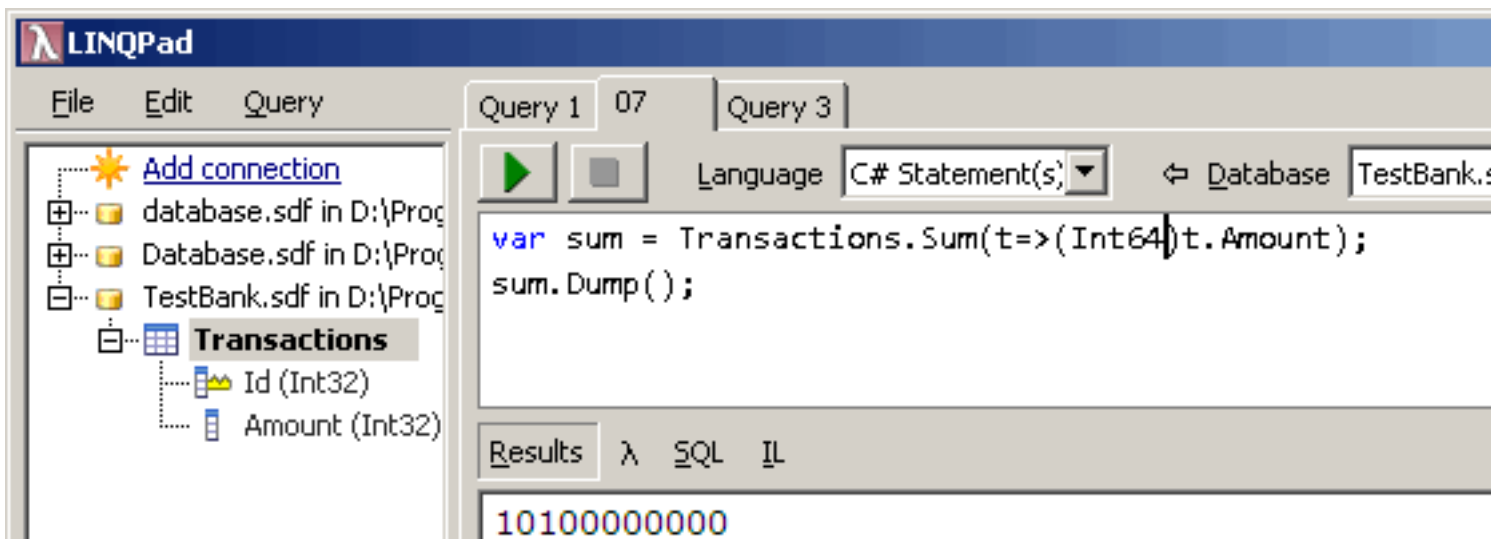 LINQPad
File Edit Query
Query 1 07 Query 3
Add connection
database.sdf in D:\Prog
Database.sdf in D:\Prog
TestBank.sdf in D:\Prog
Transactions
Id (Int32)
Amount (Int32)
Language C# Statement(s) Database TestBank.s
var sum = Transactions.Sum(t=>(Int64)t.Amount);
sum.Dump();
Results λ SQL IL
10100000000